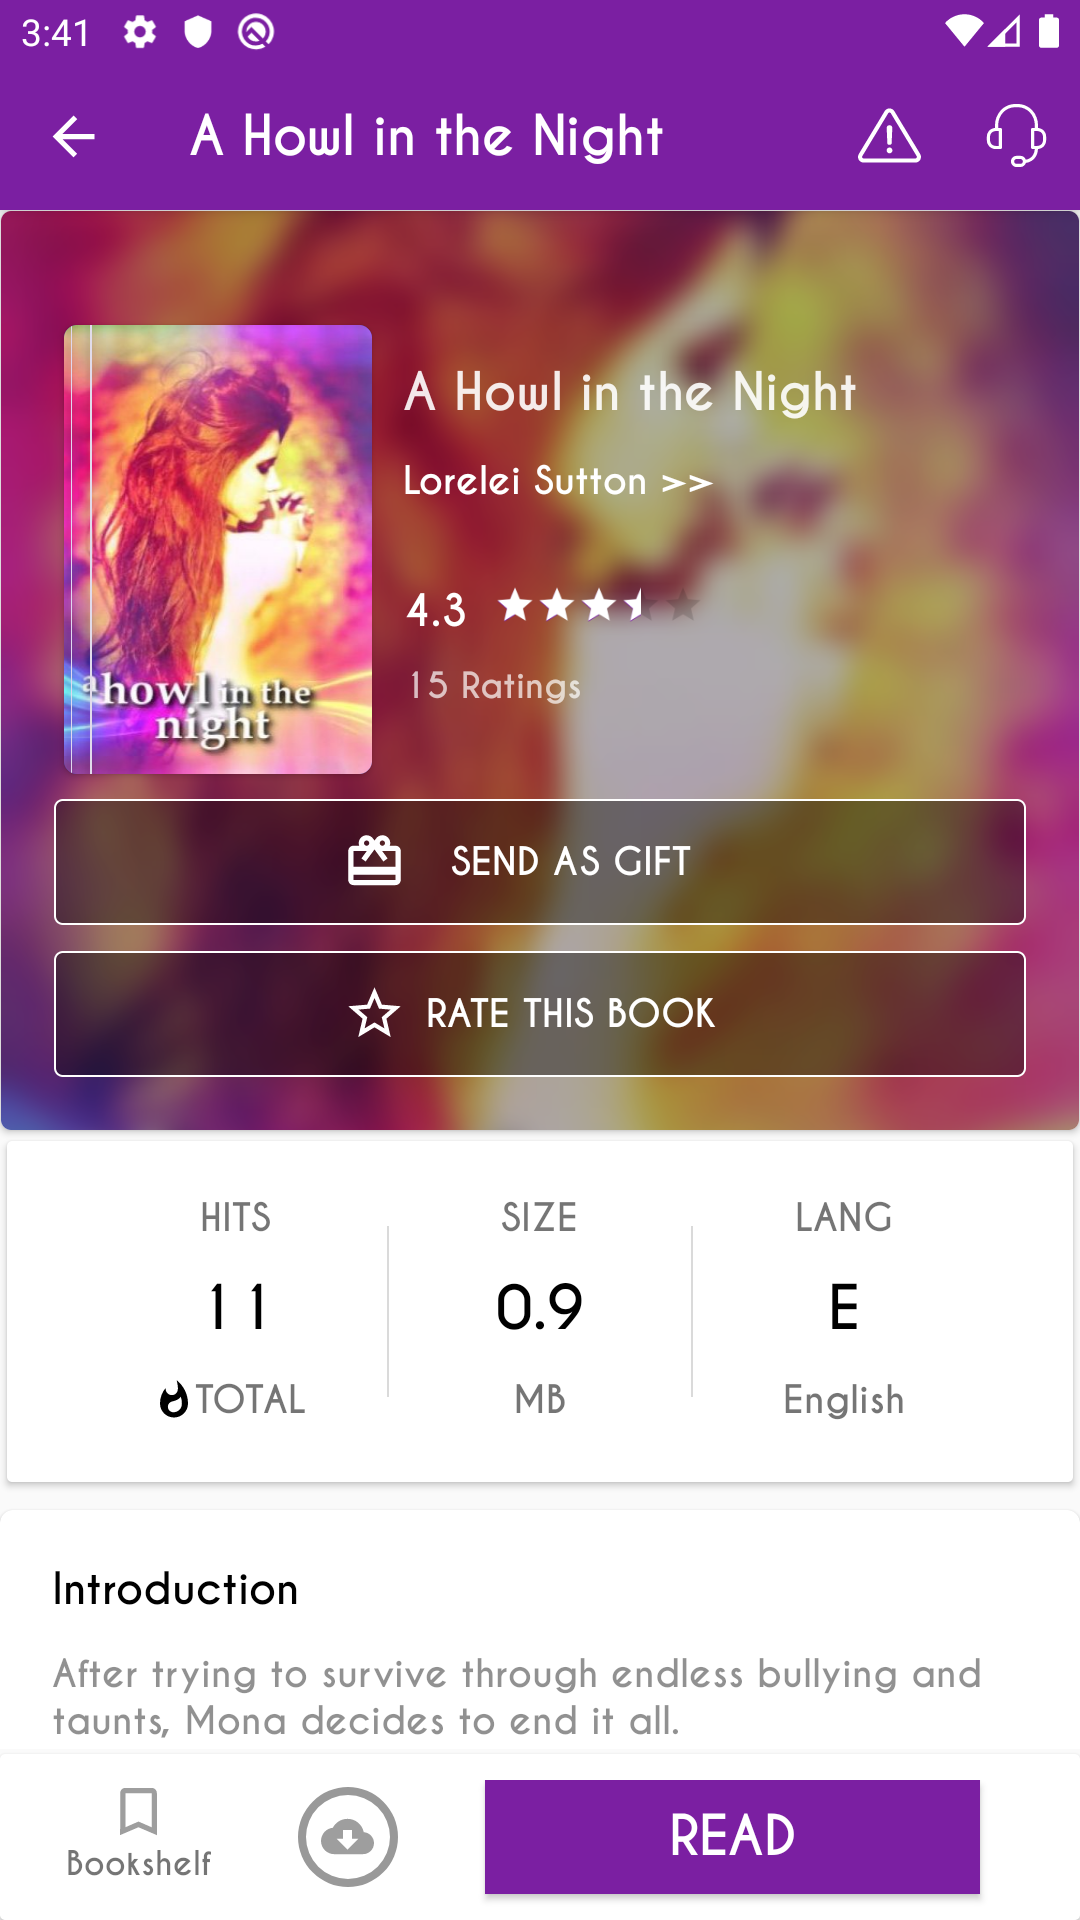 3:41
A Howl in the Night
a howl in the
night
A Howl in the Night
Lorelei Sutton >>
4.3
15 Ratings
SEND AS GIFT
RATE THIS BOOK
HITS
11
TOTAL
SIZE
0.9
MB
LANG
E
English
Introduction
After trying to survive through endless bullying and
taunts, Mona decides to end it all.
Bookshelf
READ